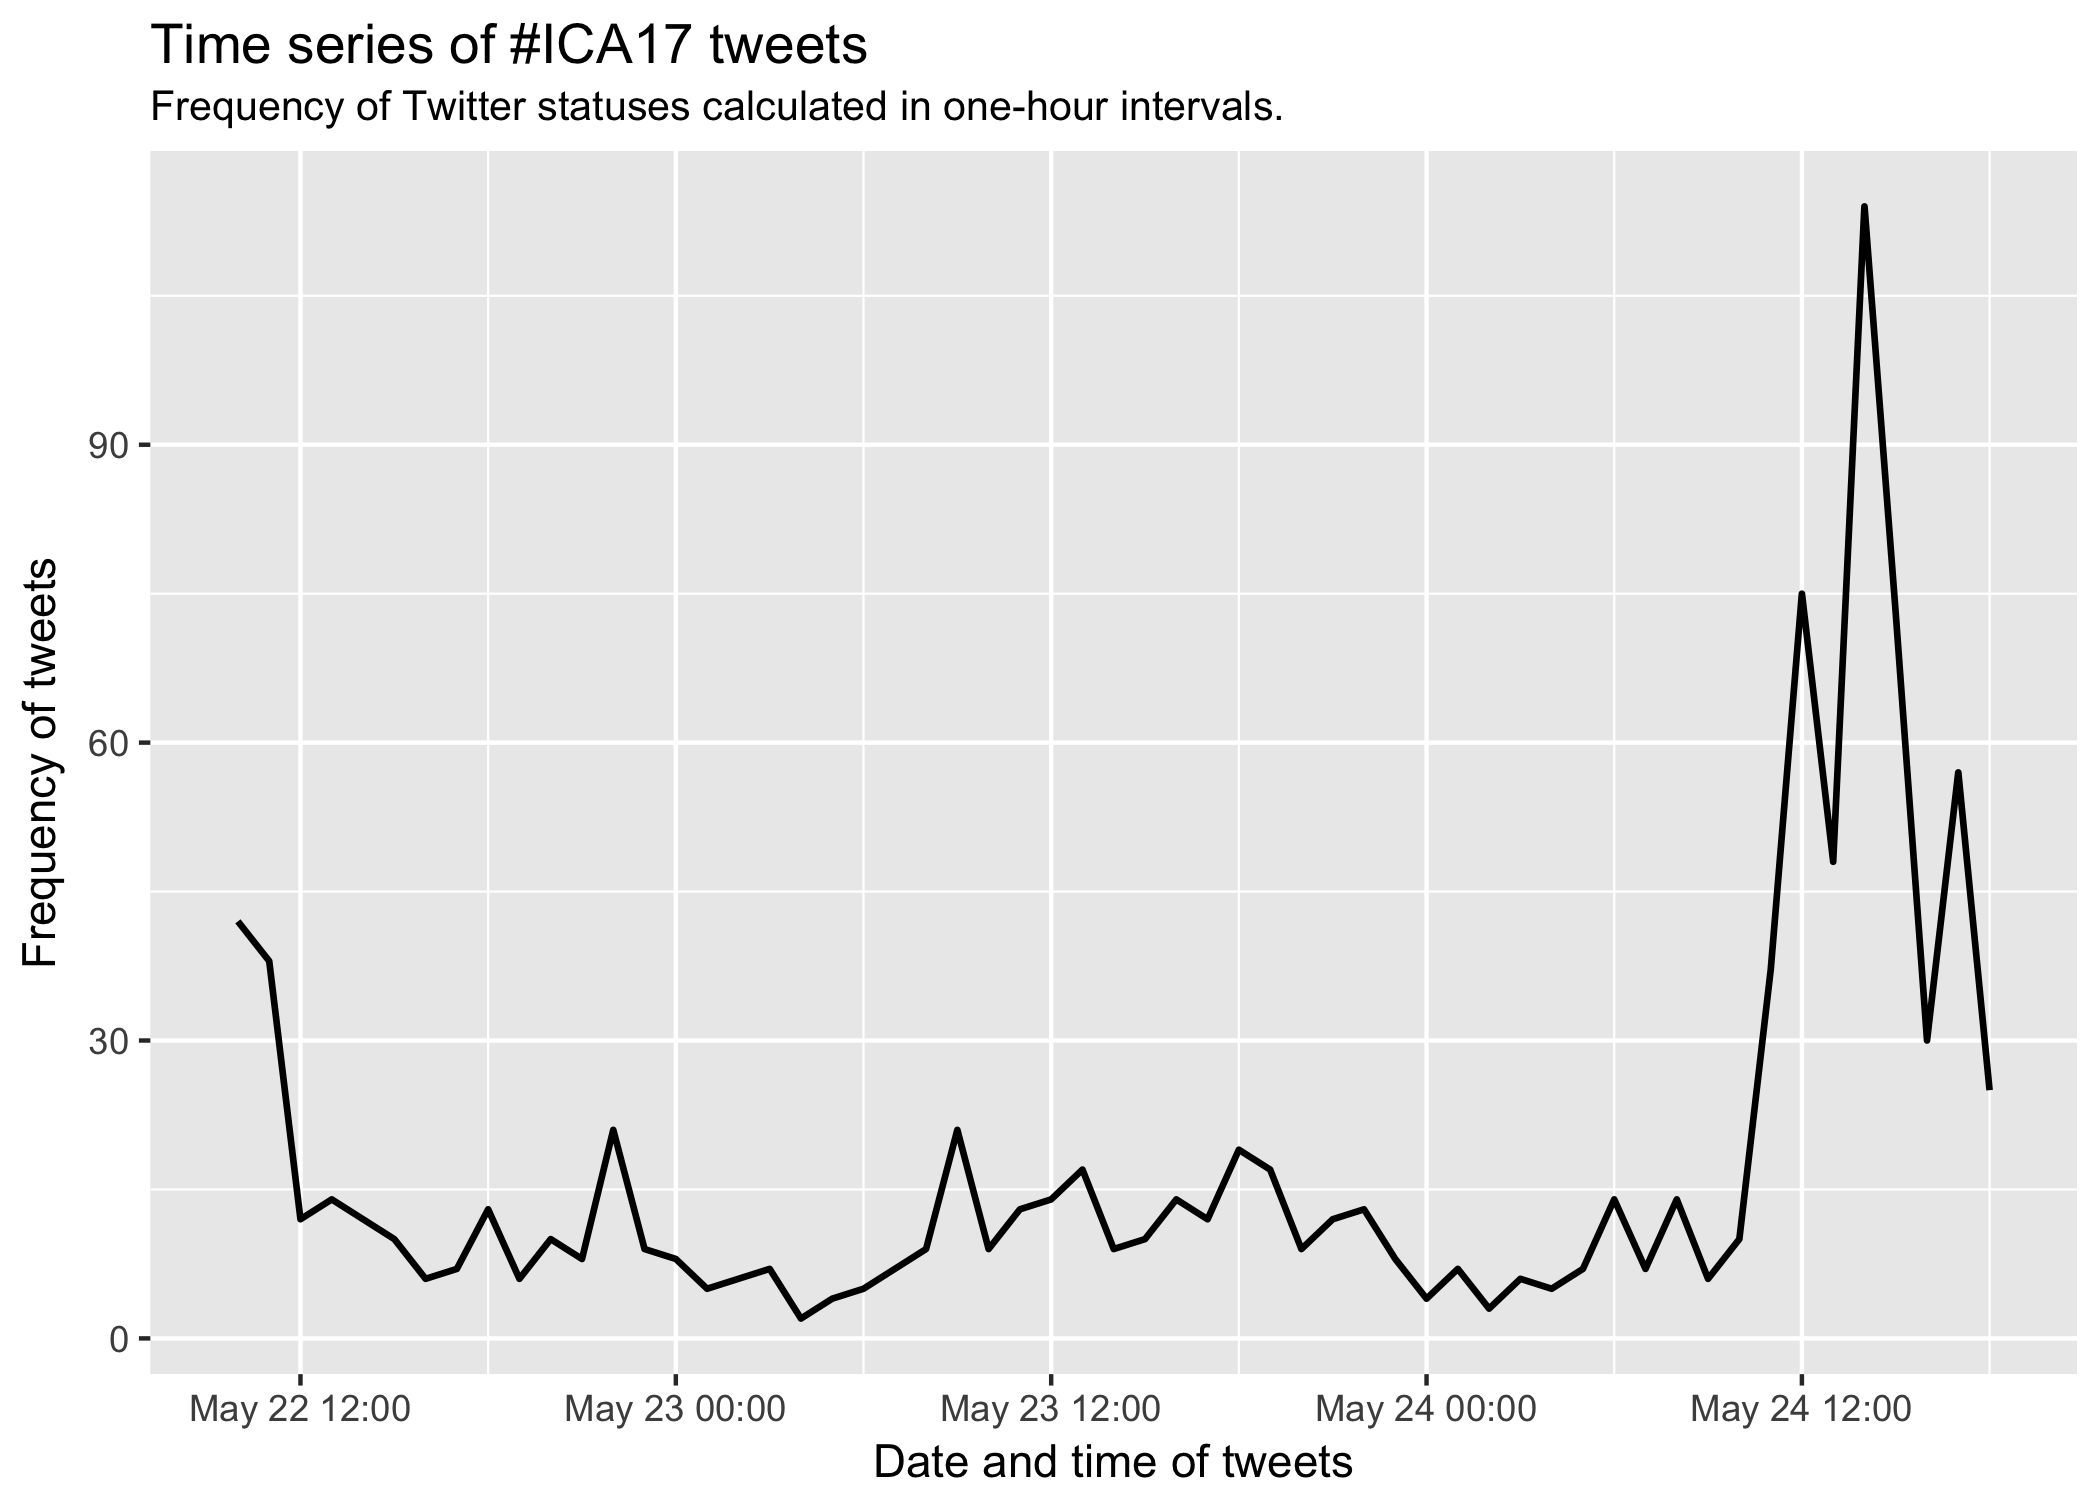 Time series of #ICA17 tweets
Frequency of Twitter statuses calculated in one-hour intervals.
Frequency of tweets
90
60
30
0
May 22 12:00
May 23 00:00
May 23 12:00
May 24 00:00
May 24 12:00
Date and time of tweets